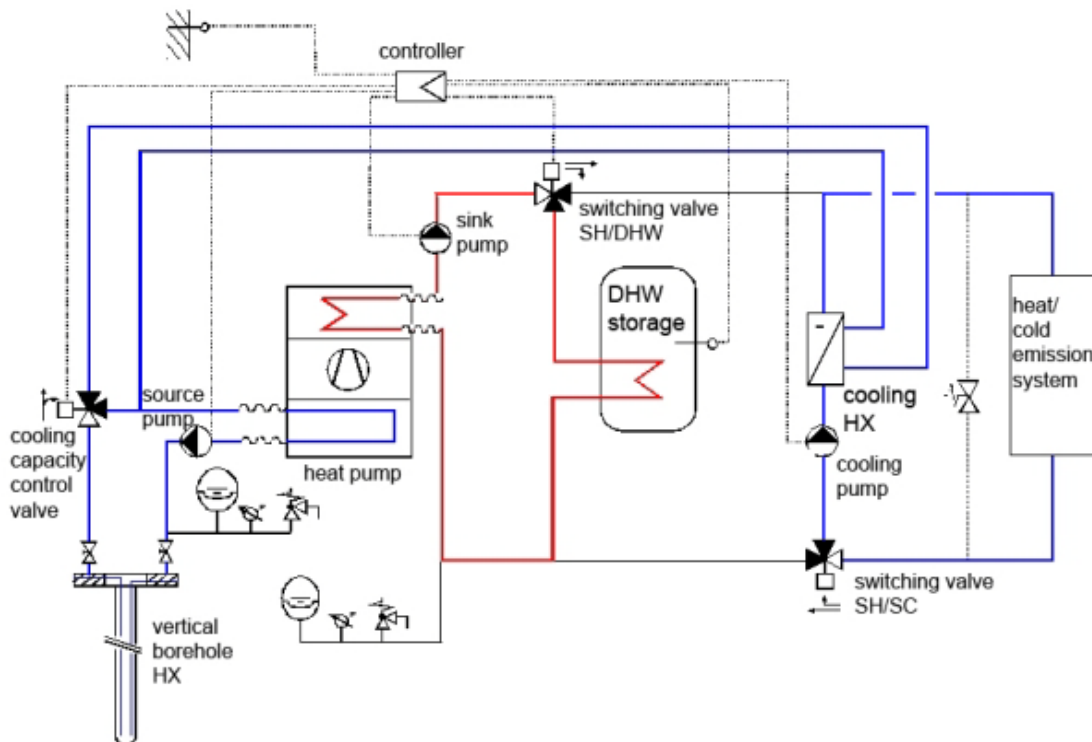 controller
sink
pump
switching valve
SH/DHW
DHW
storage
heat/
cold
emission
system
source
pump
cooling
HX
cooling
capacity
control
valve
heat pump
cooling
pump
switching valve
SH/SC
vertical
borehole
HX